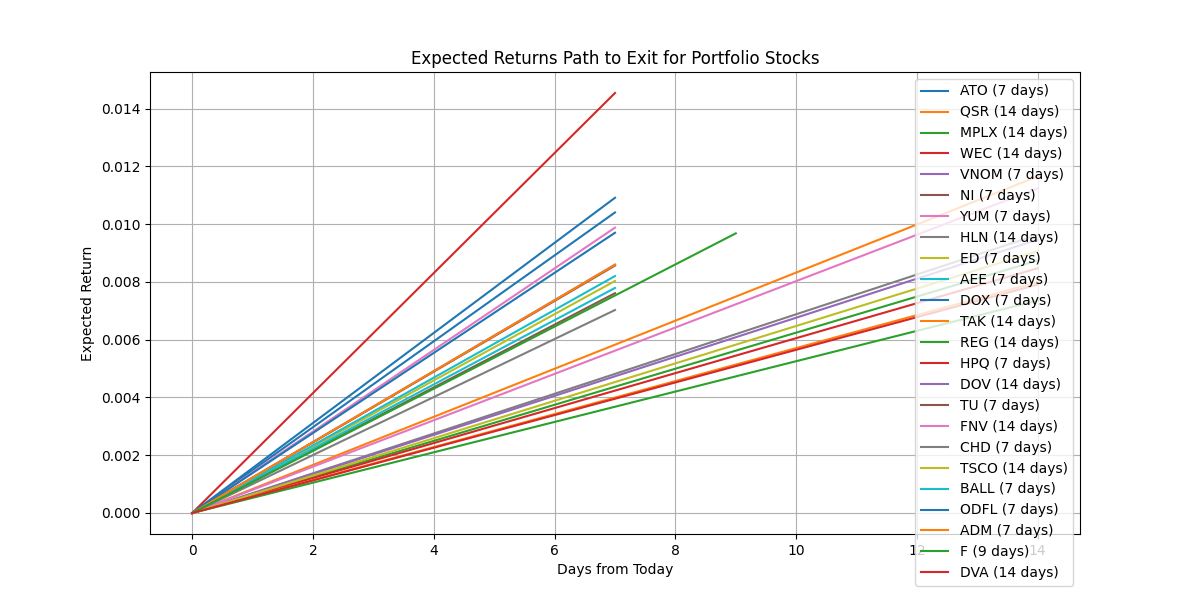 Expected Returns Path to Exit for Portfolio Stocks
Expected Return
0.014
0.012
0.010
0.008
0.006
0.004
0.002
0.000
0 2 4 6 8 10 12 14
Days from Today
ATO (7 days)
QSR (14 days)
MPLX (14 days)
WEC (14 days)
VNOM (7 days)
NI (7 days)
YUM (7 days)
HLN (14 days)
ED (7 days)
AEE (7 days)
DOX (7 days)
TAK (14 days)
REG (14 days)
HPQ (7 days)
DOV (14 days)
TU (7 days)
FNV (14 days)
CHD (7 days)
TSCO (14 days)
BALL (7 days)
ODFL (7 days)
ADM (7 days)
F (9 days)
DVA (14 days)